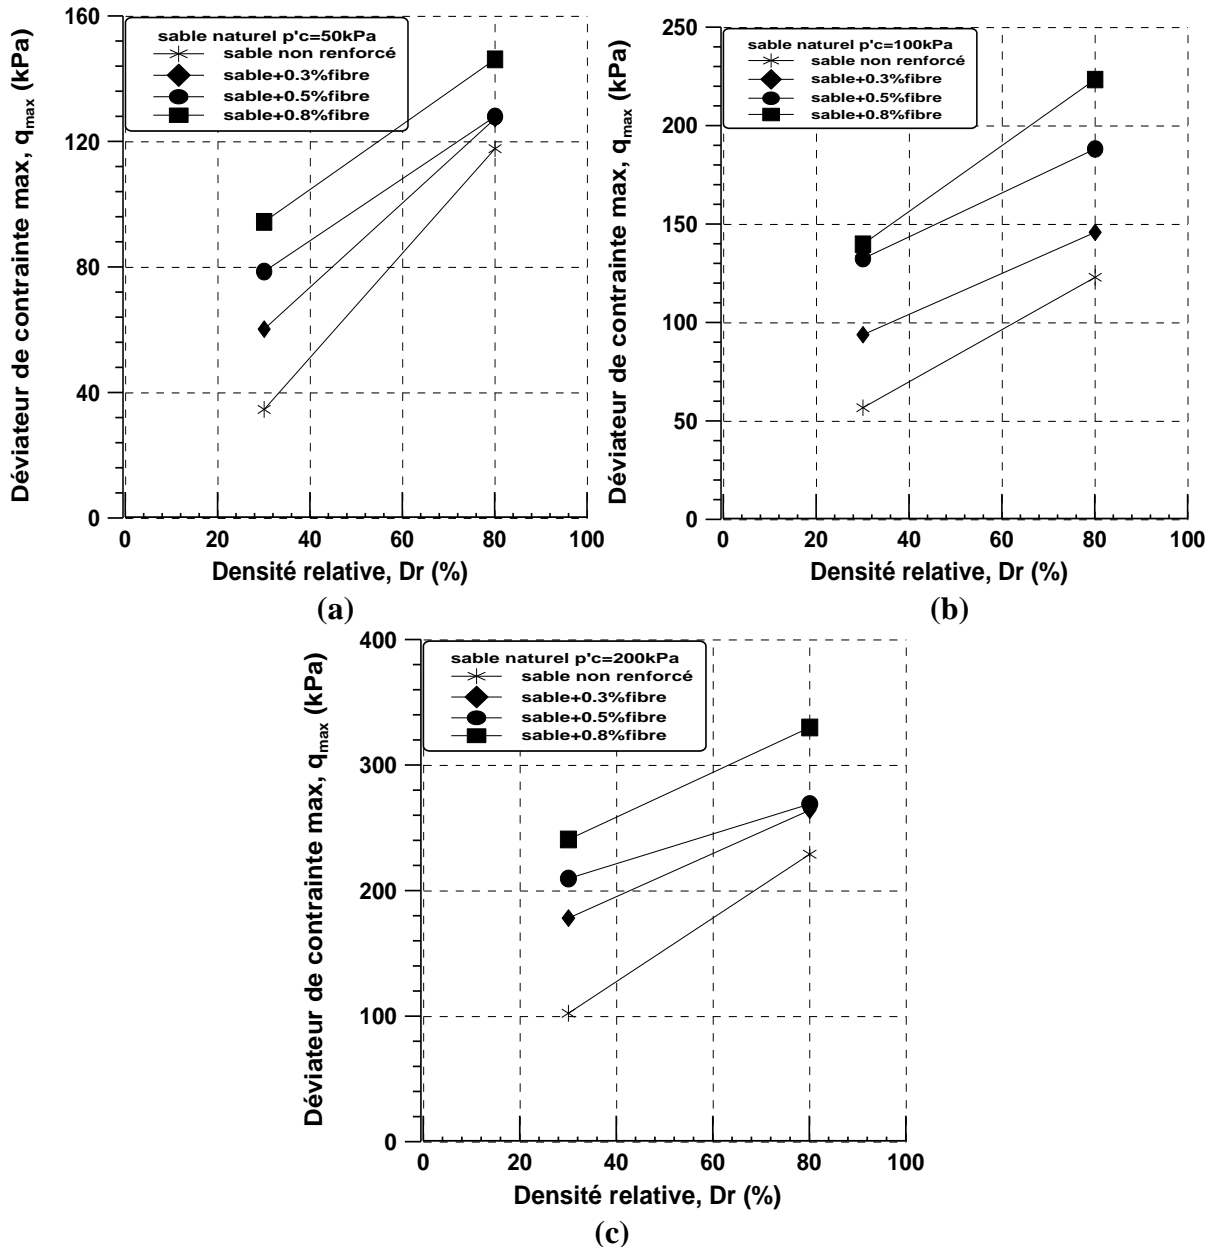 Déviateur de contrainte max, qmax (kPa)
160
120
80
40
0
sable naturel p'c=50kPa
sable non renforcé
sable+0.3%fibre
sable+0.5%fibre
sable+0.8%fibre
0 20 40 60 80 100
Densité relative, Dr (%)
(a)
Déviateur de contrainte max, qmax (kPa)
250
200
150
100
50
0
sable naturel p'c=100kPa
sable non renforcé
sable+0.3%fibre
sable+0.5%fibre
sable+0.8%fibre
0 20 40 60 80 100
Densité relative, Dr (%)
(b)
Déviateur de contrainte max, qmax (kPa)
400
300
200
100
0
sable naturel p'c=200kPa
sable non renforcé
sable+0.3%fibre
sable+0.5%fibre
sable+0.8%fibre
0 20 40 60 80 100
Densité relative, Dr (%)
(c)